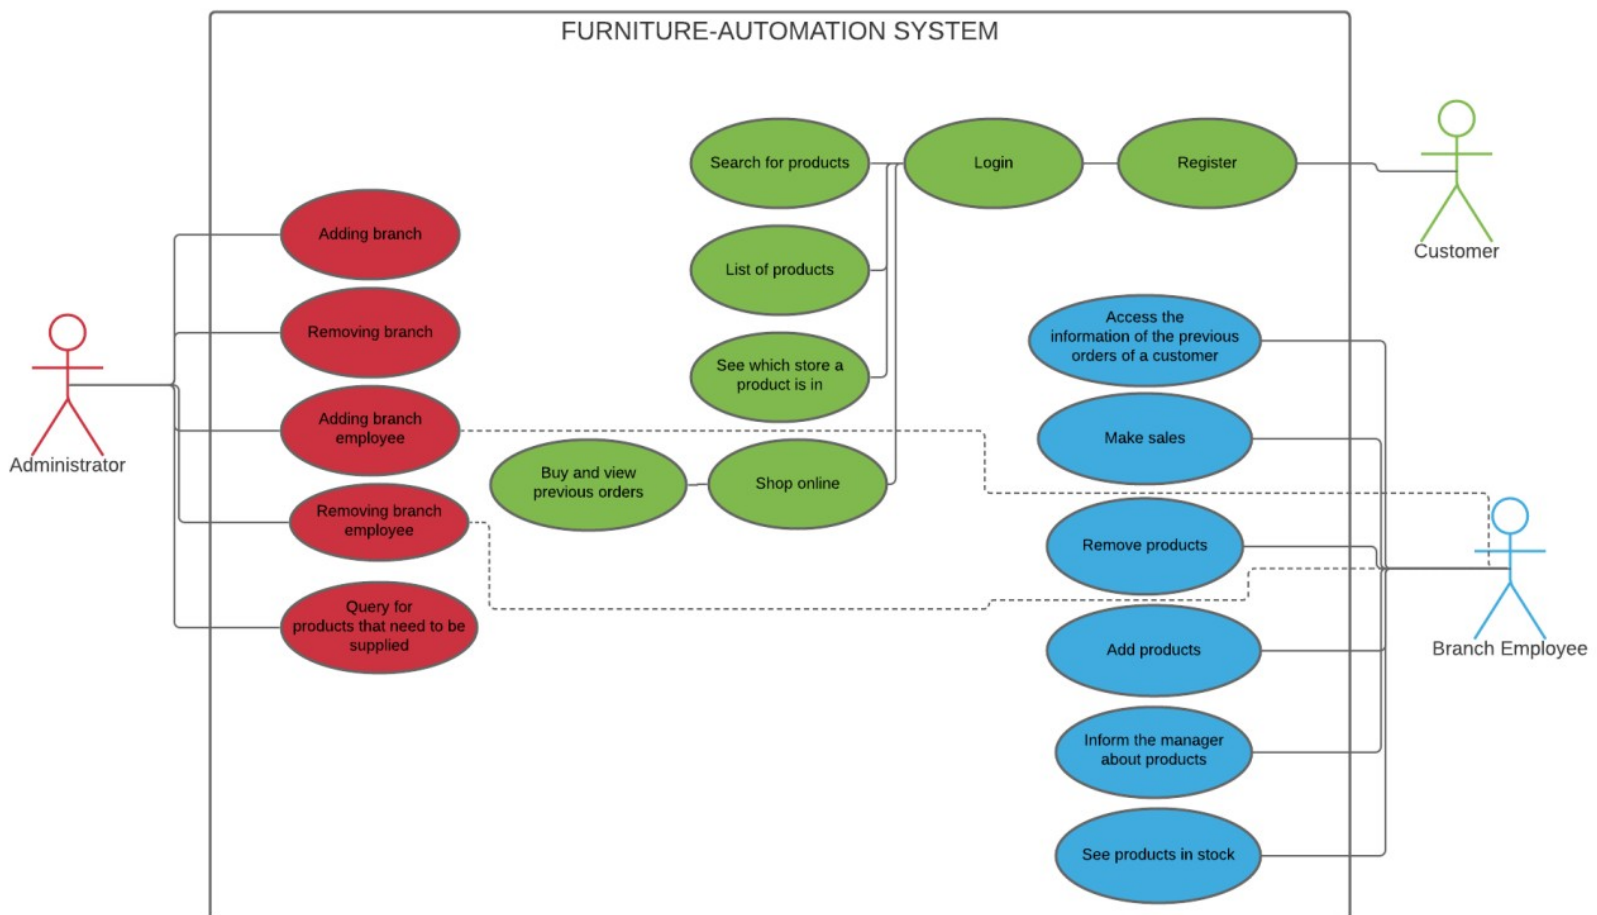 FURNITURE-AUTOMATION SYSTEM
Administrator
Adding branch
Removing branch
Adding branch
employee
Removing branch
employee
Query for
products that need to be
supplied
Search for products
Login
Register
List of products
See which store a
product is in
Buy and view
previous orders
Shop online
Customer
Access the
information of the previous
orders of a customer
Make sales
Remove products
Add products
Inform the manager
about products
See products in stock
Branch Employee